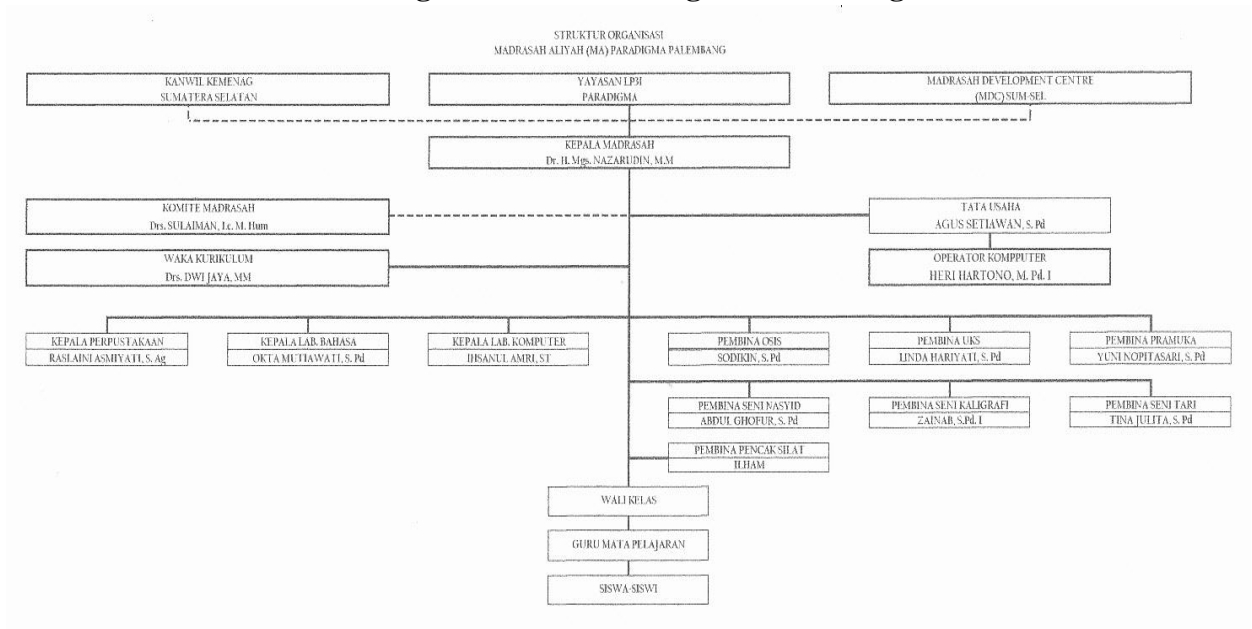 STRUKTUR ORGANISASI
MADRASAH ALIYAH (MA) PARADIGMA PALEMBANG
KANWIL KEMENAG
SUMATERA SELATAN
YAYASAN LP3I
PARADIGMA
MADRASAH DEVELOPMENT CENTRE
(MDC) SUM-SEL
KEPALA MADRASAH
Dr. H. Mgs. NAZARUDIN, M.M
KOMITE MADRASAH
Drs. SULAIMAN, Lc. M. Hum
TATA USAHA
AGUS SETIAWAN, S. Pd
WAKA KURIKULUM
Drs. DWI JAYA, MM
OPERATOR KOMPPUTER
HERI HARTONO, M. Pd. I
KEPALA PERPUSTAKAAN
RASLAINI ASMIYATI, S. Ag
KEPALA LAB. BAHASA
OKTA MUTIAWATI, S. Pd
KEPALA LAB. KOMPUTER
IHSANUL AMRI, ST
PEMBINA OSIS
SODIKIN, S. Pd
PEMBINA UKS
LINDA HARIYATI, S. Pd
PEMBINA PRAMUKA
YUNI NOPITASARI, S. Pd
PEMBINA SENI NASYID
ABDUL GHOFUR, S. Pd
PEMBINA SENI KALIGRAFI
ZAINAB, S.Pd. I
PEMBINA SENI TARI
TINA JULITA, S. Pd
PEMBINA PENCAK SILAT
ILHAM
WALI KELAS
GURU MATA PELAJARAN
SISWA-SISWI